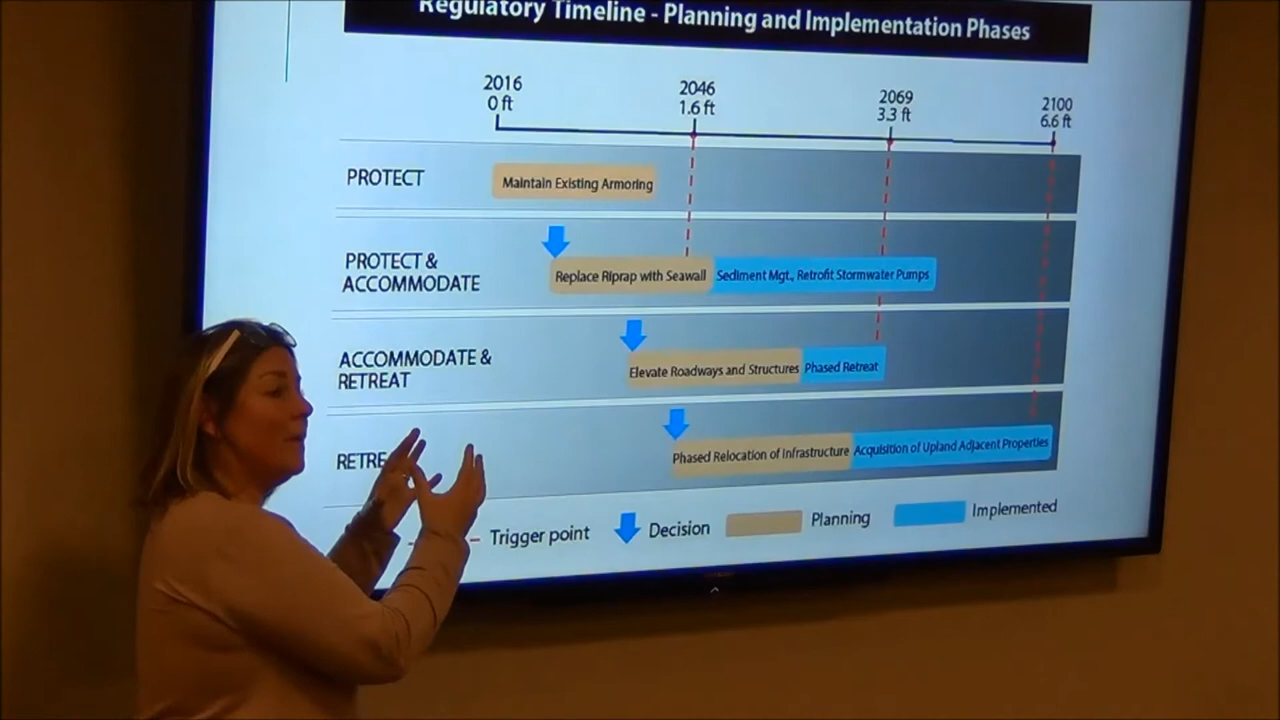 Regulatory Timeline - Planning and Implementation Phases
2016
0 ft
2046
1.6 ft
2069
3.3 ft
2100
6.6 ft
PROTECT
Maintain Existing Armoring
PROTECT &
ACCOMMODATE
Replace Riprap with Seawall
Sediment Mgt., Retrofit Stormwater Pumps
ACCOMMODATE &
RETREAT
Elevate Roadways and Structures
Phased Retreat
RETRE
Phased Relocation of Infrastructure
Acquisition of Upland Adjacent Properties
Trigger point
Decision
Planning
Implemented